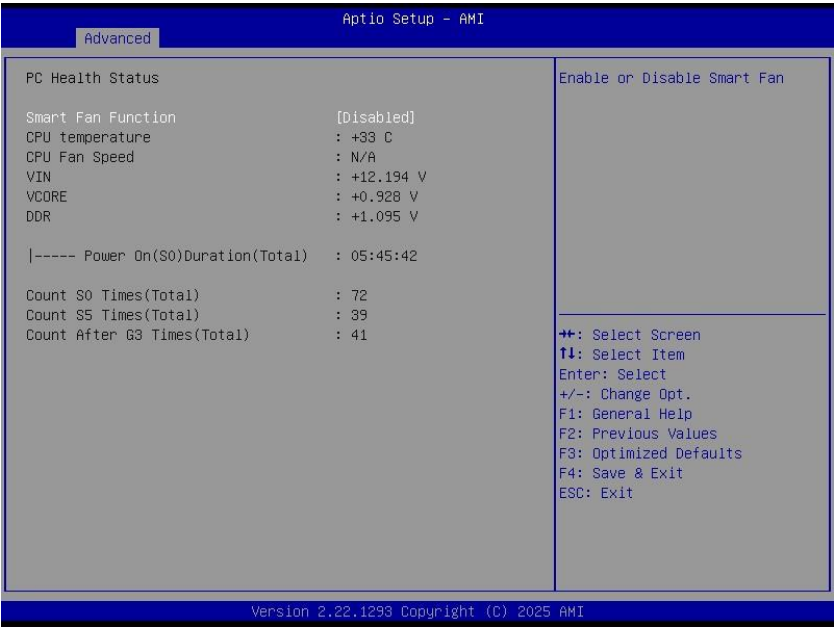 Aptio Setup - AMI
Advanced
PC Health Status
Smart Fan Function [Disabled]
CPU temperature : +33 C
CPU Fan Speed : N/A
VIN : +12.194 V
VCORE : +0.928 V
DDR : +1.095 V
|----- Power On(S0)Duration(Total) : 05:45:42
Count S0 Times(Total) : 72
Count S5 Times(Total) : 39
Count After G3 Times(Total) : 41
Enable or Disable Smart Fan
→←: Select Screen
↑↓: Select Item
Enter: Select
+/-: Change Opt.
F1: General Help
F2: Previous Values
F3: Optimized Defaults
F4: Save & Exit
ESC: Exit
Version 2.22.1293 Copyright (C) 2025 AMI